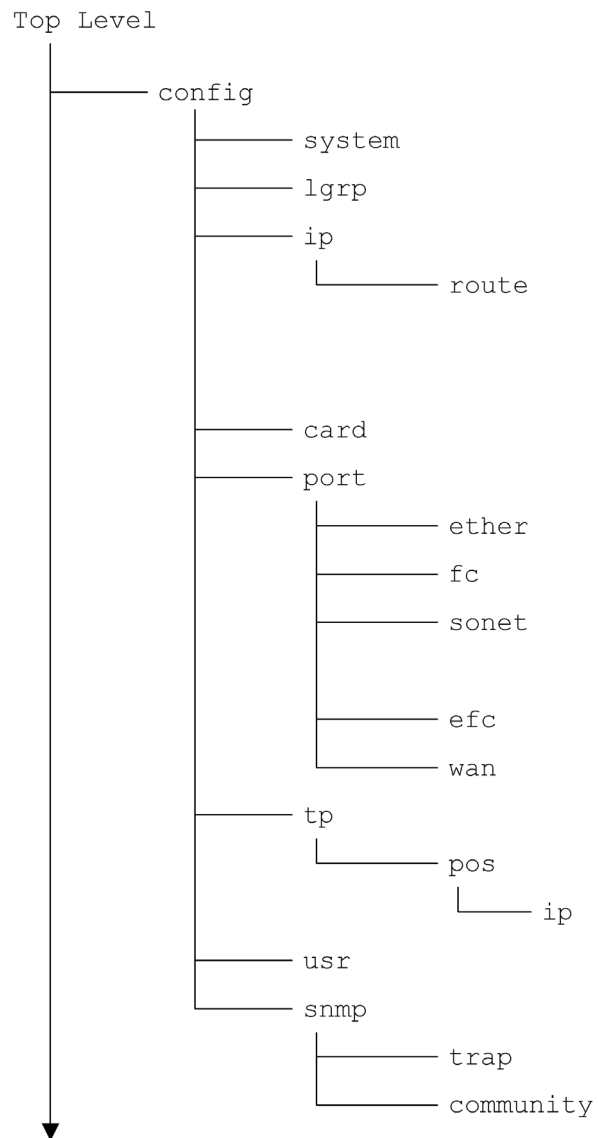 Top Level
config
system
lgrp
ip
route
card
port
ether
fc
sonet
efc
wan
tp
pos
ip
usr
snmp
trap
community